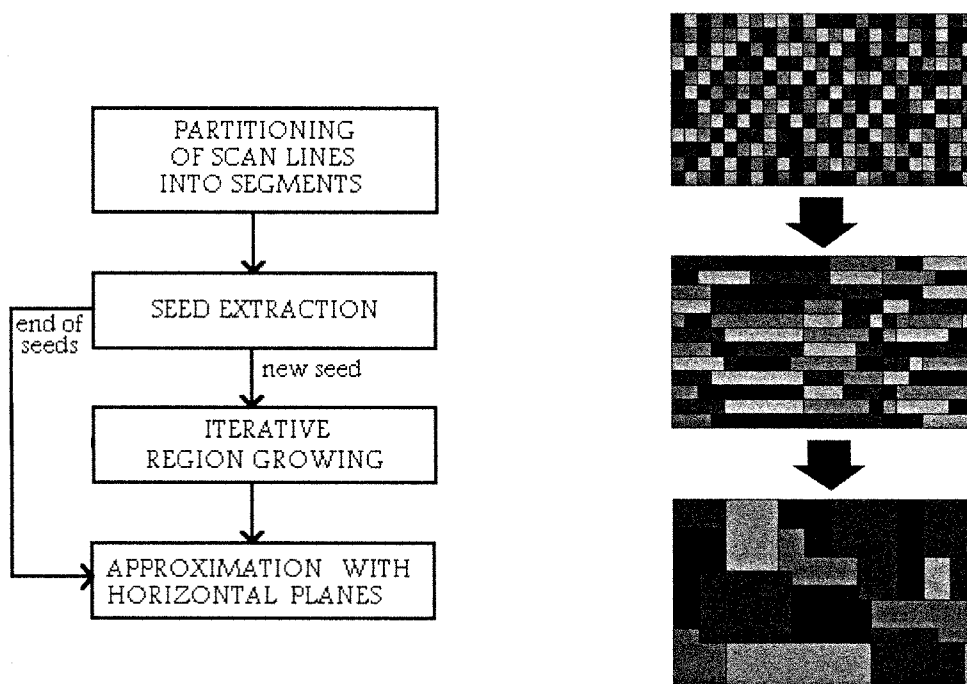 PARTITIONING
OF SCAN LINES
INTO SEGMENTS
SEED EXTRACTION
end of
seeds
new seed
ITERATIVE
REGION GROWING
APPROXIMATION WITH
HORIZONTAL PLANES